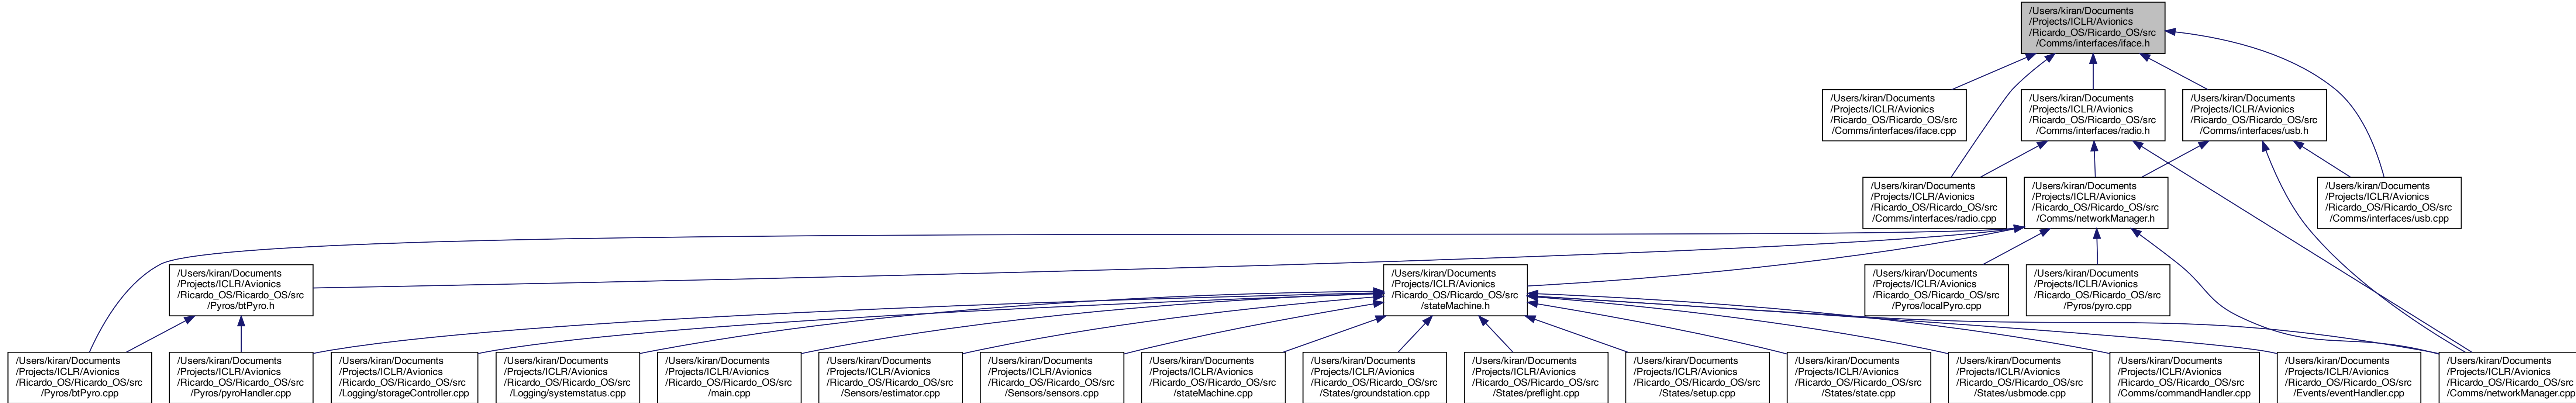 /Users/kiran/Documents
/Projects/ICLR/Avionics
/Ricardo_OS/Ricardo_OS/src
/Comms/interfaces/iface.h
/Users/kiran/Documents
/Projects/ICLR/Avionics
/Ricardo_OS/Ricardo_OS/src
/Comms/interfaces/iface.cpp
/Users/kiran/Documents
/Projects/ICLR/Avionics
/Ricardo_OS/Ricardo_OS/src
/Comms/interfaces/radio.h
/Users/kiran/Documents
/Projects/ICLR/Avionics
/Ricardo_OS/Ricardo_OS/src
/Comms/interfaces/usb.h
/Users/kiran/Documents
/Projects/ICLR/Avionics
/Ricardo_OS/Ricardo_OS/src
/Comms/interfaces/radio.cpp
/Users/kiran/Documents
/Projects/ICLR/Avionics
/Ricardo_OS/Ricardo_OS/src
/Comms/networkManager.h
/Users/kiran/Documents
/Projects/ICLR/Avionics
/Ricardo_OS/Ricardo_OS/src
/Comms/interfaces/usb.cpp
/Users/kiran/Documents
/Projects/ICLR/Avionics
/Ricardo_OS/Ricardo_OS/src
/Pyros/btPyro.h
/Users/kiran/Documents
/Projects/ICLR/Avionics
/Ricardo_OS/Ricardo_OS/src
/stateMachine.h
/Users/kiran/Documents
/Projects/ICLR/Avionics
/Ricardo_OS/Ricardo_OS/src
/Pyros/localPyro.cpp
/Users/kiran/Documents
/Projects/ICLR/Avionics
/Ricardo_OS/Ricardo_OS/src
/Pyros/pyro.cpp
/Users/kiran/Documents
/Projects/ICLR/Avionics
/Ricardo_OS/Ricardo_OS/src
/Pyros/btPyro.cpp
/Users/kiran/Documents
/Projects/ICLR/Avionics
/Ricardo_OS/Ricardo_OS/src
/Pyros/pyroHandler.cpp
/Users/kiran/Documents
/Projects/ICLR/Avionics
/Ricardo_OS/Ricardo_OS/src
/Logging/storageController.cpp
/Users/kiran/Documents
/Projects/ICLR/Avionics
/Ricardo_OS/Ricardo_OS/src
/Logging/systemstatus.cpp
/Users/kiran/Documents
/Projects/ICLR/Avionics
/Ricardo_OS/Ricardo_OS/src
/main.cpp
/Users/kiran/Documents
/Projects/ICLR/Avionics
/Ricardo_OS/Ricardo_OS/src
/Sensors/estimator.cpp
/Users/kiran/Documents
/Projects/ICLR/Avionics
/Ricardo_OS/Ricardo_OS/src
/Sensors/sensors.cpp
/Users/kiran/Documents
/Projects/ICLR/Avionics
/Ricardo_OS/Ricardo_OS/src
/stateMachine.cpp
/Users/kiran/Documents
/Projects/ICLR/Avionics
/Ricardo_OS/Ricardo_OS/src
/States/groundstation.cpp
/Users/kiran/Documents
/Projects/ICLR/Avionics
/Ricardo_OS/Ricardo_OS/src
/States/preflight.cpp
/Users/kiran/Documents
/Projects/ICLR/Avionics
/Ricardo_OS/Ricardo_OS/src
/States/setup.cpp
/Users/kiran/Documents
/Projects/ICLR/Avionics
/Ricardo_OS/Ricardo_OS/src
/States/state.cpp
/Users/kiran/Documents
/Projects/ICLR/Avionics
/Ricardo_OS/Ricardo_OS/src
/States/usbmode.cpp
/Users/kiran/Documents
/Projects/ICLR/Avionics
/Ricardo_OS/Ricardo_OS/src
/Comms/commandHandler.cpp
/Users/kiran/Documents
/Projects/ICLR/Avionics
/Ricardo_OS/Ricardo_OS/src
/Events/eventHandler.cpp
/Users/kiran/Documents
/Projects/ICLR/Avionics
/Ricardo_OS/Ricardo_OS/src
/Comms/networkManager.cpp